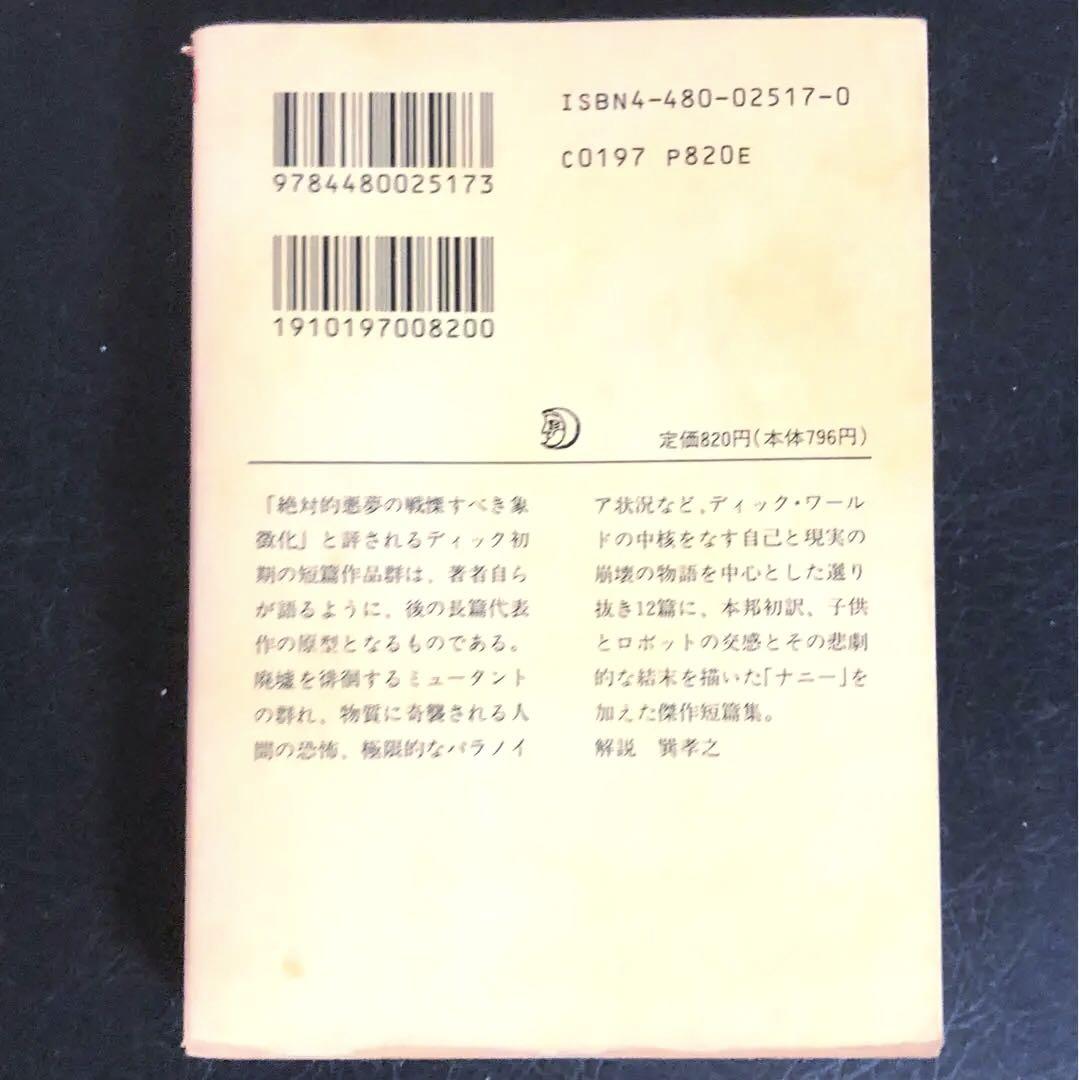 ISBN4-480-02517-0
C0197 P820E
9784480025173
1910197008200
定価820円(本体796円)
「絶対的悪夢の戦慄すべき象
徴化」と評されるディック初
期の短篇作品群は、著者自ら
が語るように、後の長篇代表
作の原型となるものである。
廃墟を徘徊するミュータント
の群れ、物質に奇襲される人
間の恐怖、極限的なパラノイ
ア状況など、ディック・ワール
ドの中核をなす自己と現実の
崩壊の物語を中心とした選り
抜き12篇に、本邦初訳、子供
とロボットの交感とその悲劇
的な結末を描いた「ナニー」を
加えた傑作短篇集。
解説　巽孝之